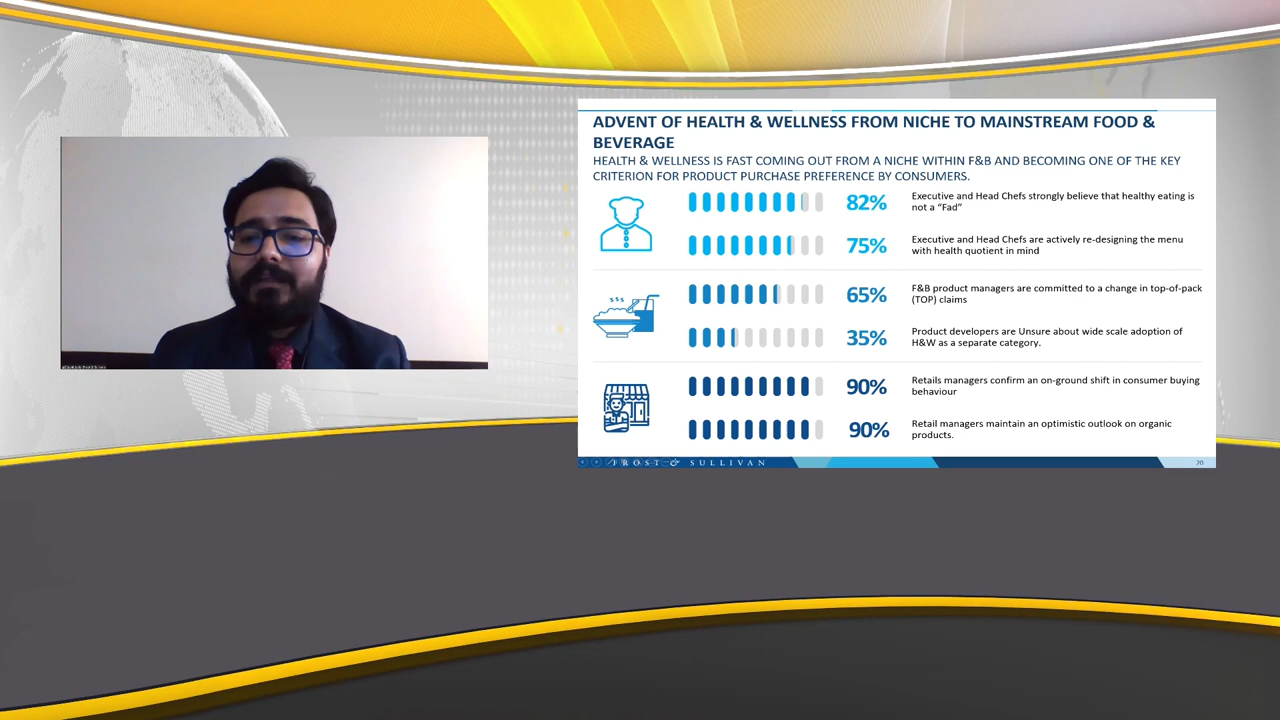 ADVENT OF HEALTH & WELLNESS FROM NICHE TO MAINSTREAM FOOD &
BEVERAGE
HEALTH & WELLNESS IS FAST COMING OUT FROM A NICHE WITHIN F&B AND BECOMING ONE OF THE KEY
CRITERION FOR PRODUCT PURCHASE PREFERENCE BY CONSUMERS.
82%
Executive and Head Chefs strongly believe that healthy eating is
not a “Fad”
75%
Executive and Head Chefs are actively re-designing the menu
with health quotient in mind
65%
F&B product managers are committed to a change in top-of-pack
(TOP) claims
35%
Product developers are Unsure about wide scale adoption of
H&W as a separate category.
90%
Retails managers confirm an on-ground shift in consumer buying
behaviour
90%
Retail managers maintain an optimistic outlook on organic
products.
FROST & SULLIVAN
20